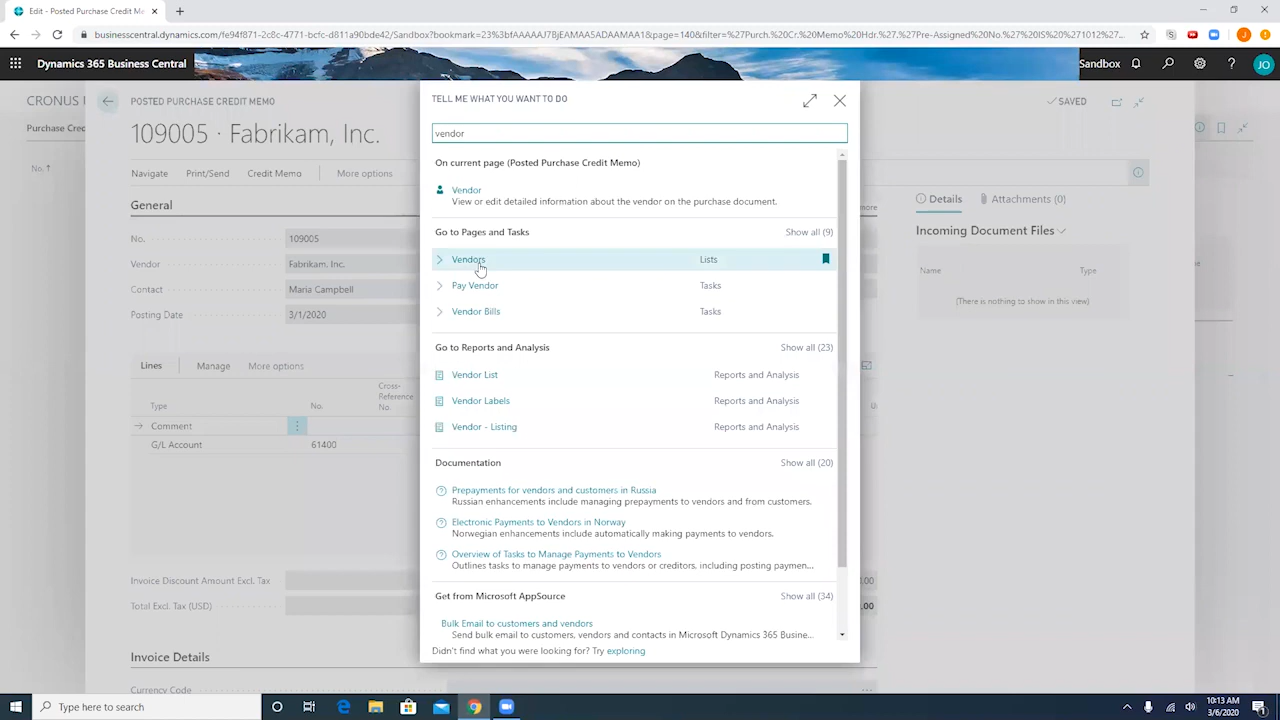 Edit - Posted Purchase Credit Me
businesscentral.dynamics.com/fe94f871-2c8c-4771-bcfc-d811a90bde42/Sandbox?bookmark=23%3bfAAAAAJ7BjEAMAA5ADAAMAA1&page=140&filter=%27Purch.%20Cr.%20Memo%20Hdr.%27.%27Pre-Assigned%20No.%27%20IS%20%271012%27...
Dynamics 365 Business Central
Sandbox
JO
CRONUS
POSTED PURCHASE CREDIT MEMO
SAVED
TELL ME WHAT YOU WANT TO DO
Purchase Cre
109005 · Fabrikam, Inc.
vendor
No. ↑
Navigate
Print/Send
Credit Memo
More options
On current page (Posted Purchase Credit Memo)
Vendor
View or edit detailed information about the vendor on the purchase document.
General
more
Details
Attachments (0)
Go to Pages and Tasks
Show all (9)
Incoming Document Files
No.
109005
Vendors
Lists
Vendor
Fabrikam, Inc.
Name
Type
Contact
Maria Campbell
Pay Vendor
Tasks
(There is nothing to show in this view)
Posting Date
3/1/2020
Vendor Bills
Tasks
Go to Reports and Analysis
Show all (23)
Lines
Manage
More options
Vendor List
Reports and Analysis
Type
No.
Cross-
Reference
No.
Vendor Labels
Reports and Analysis
Comment
Vendor - Listing
Reports and Analysis
G/L Account
61400
Documentation
Show all (20)
Prepayments for vendors and customers in Russia
Russian enhancements include managing prepayments to vendors and from customers.
Electronic Payments to Vendors in Norway
Norwegian enhancements include automatically making payments to vendors.
Overview of Tasks to Manage Payments to Vendors
Outlines tasks to manage payments to vendors or creditors, including posting paymen...
Invoice Discount Amount Excl. Tax
0.00
Get from Microsoft AppSource
Show all (34)
Total Excl. Tax (USD)
.00
Bulk Email to customers and vendors
Send bulk email to customers, vendors and contacts in Microsoft Dynamics 365 Busine...
Didn't find what you were looking for? Try exploring
Invoice Details
Currency Code
Type here to search
10:13 AM
3/6/2020